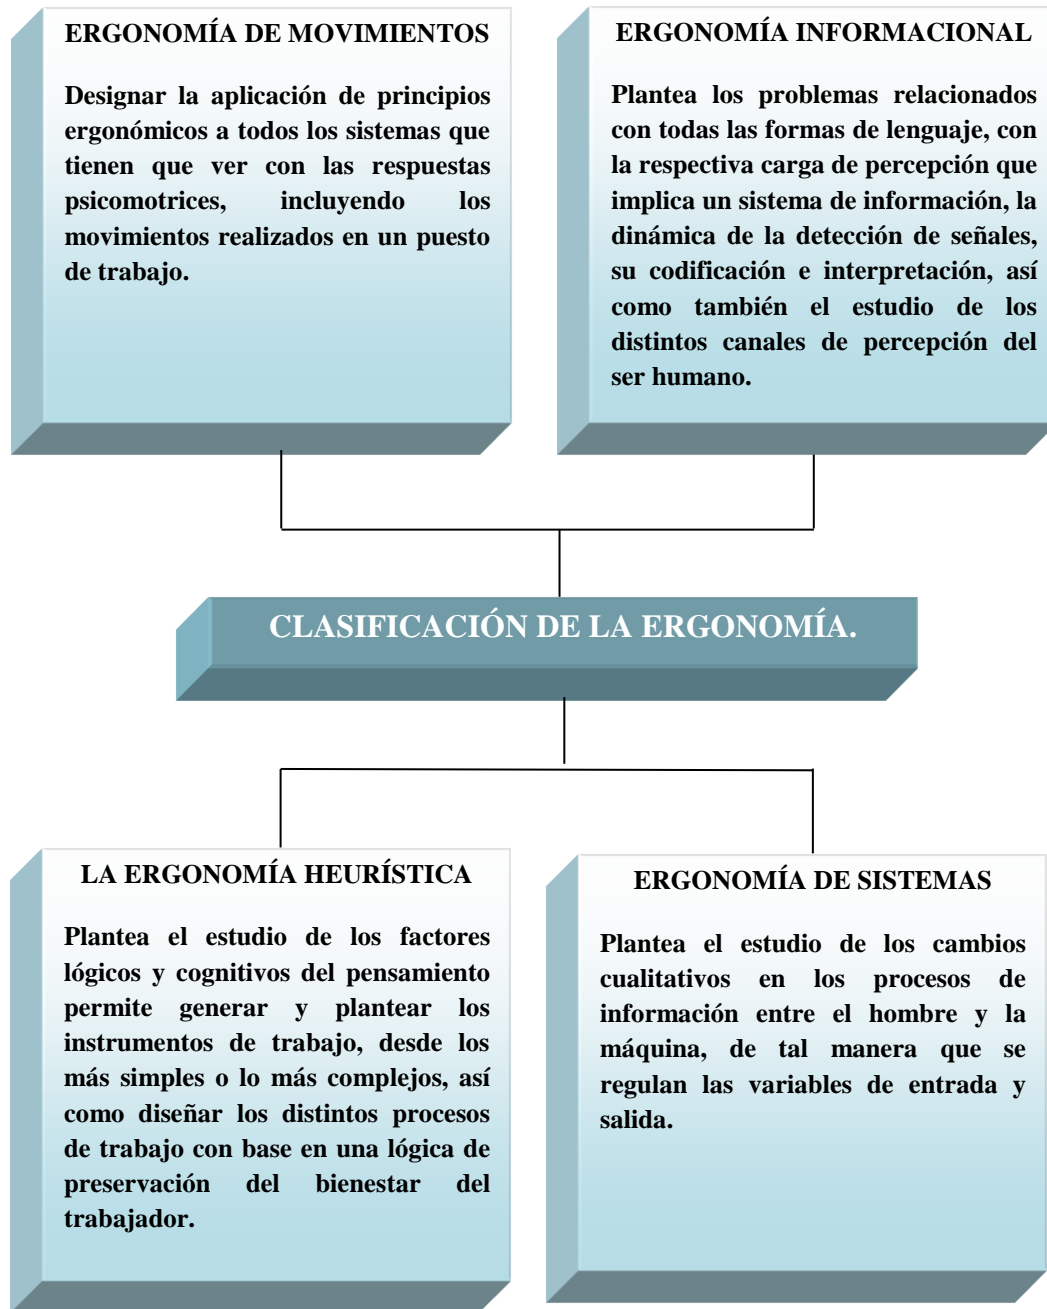 ERGONOMÍA DE MOVIMIENTOS
Designar la aplicación de principios
ergonómicos a todos los sistemas que
tienen que ver con las respuestas
psicomotrices, incluyendo los
movimientos realizados en un puesto
de trabajo.
ERGONOMÍA INFORMACIONAL
Plantea los problemas relacionados
con todas las formas de lenguaje, con
la respectiva carga de percepción que
implica un sistema de información, la
dinámica de la detección de señales,
su codificación e interpretación, así
como también el estudio de los
distintos canales de percepción del
ser humano.
CLASIFICACIÓN DE LA ERGONOMÍA.
LA ERGONOMÍA HEURÍSTICA
Plantea el estudio de los factores
lógicos y cognitivos del pensamiento
permite generar y plantear los
instrumentos de trabajo, desde los
más simples o lo más complejos, así
como diseñar los distintos procesos
de trabajo con base en una lógica de
preservación del bienestar del
trabajador.
ERGONOMÍA DE SISTEMAS
Plantea el estudio de los cambios
cualitativos en los procesos de
información entre el hombre y la
máquina, de tal manera que se
regulan las variables de entrada y
salida.